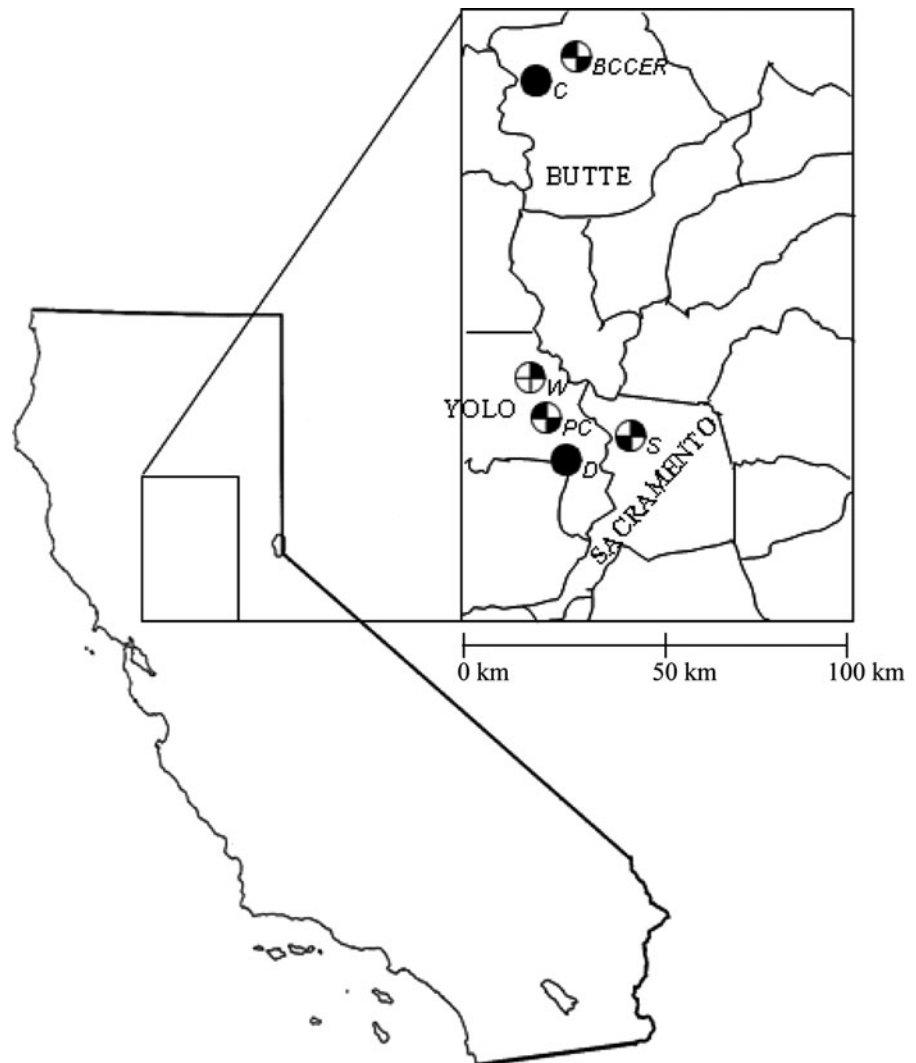 BCCER
C
BUTTE
W
YOLO
PC
S
D
SACRAMENTO
0 km
50 km
100 km